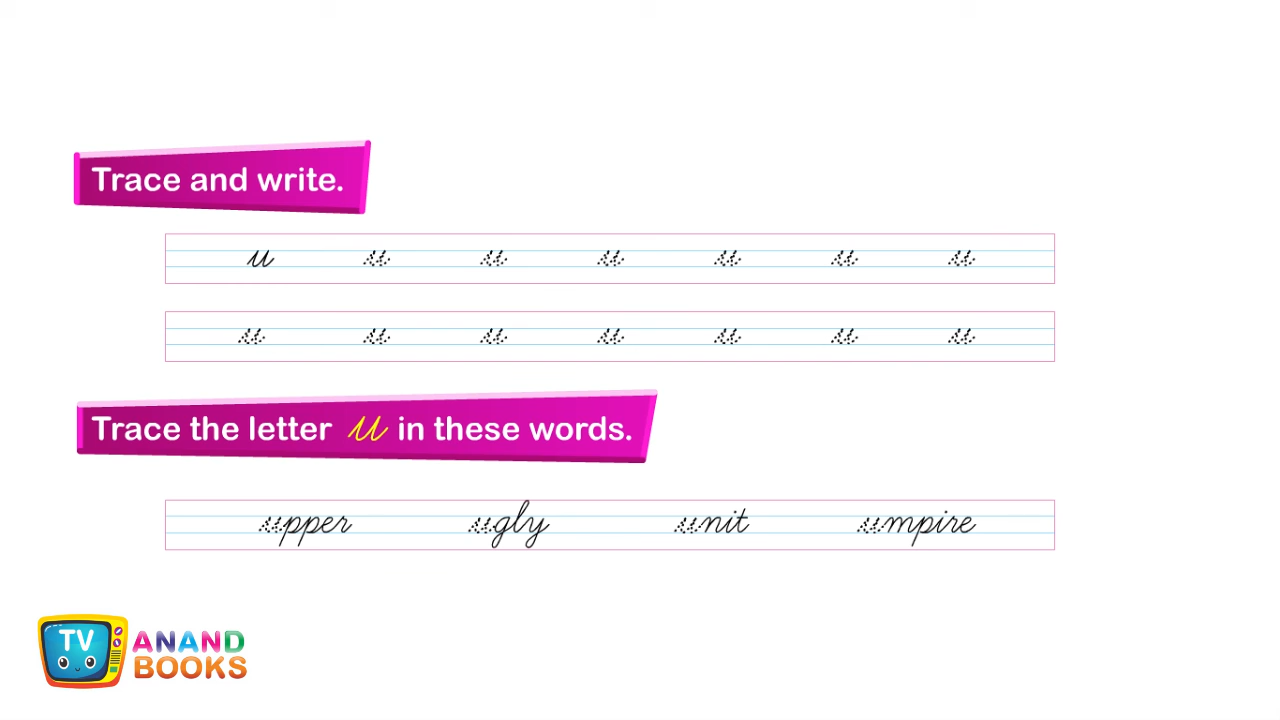 Trace and write.
u u u u u u u
u u u u u u u
Trace the letter u in these words.
upper ugly unit umpire
TV ANAND
BOOKS